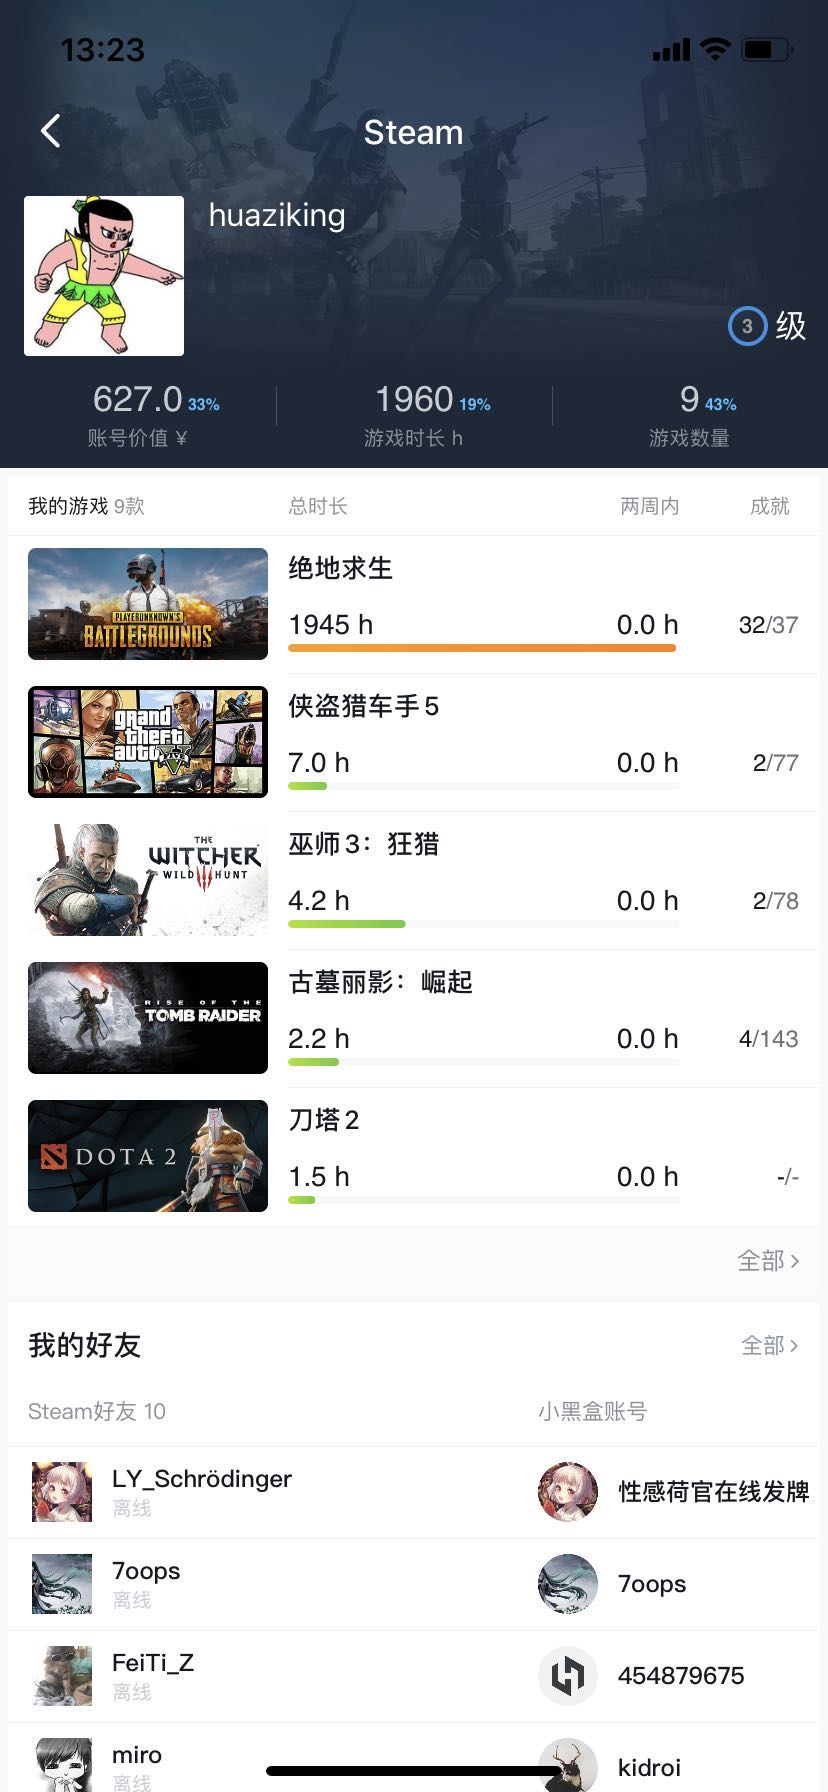 13:23
Steam
huaziking
3 级
627.0 33%
账号价值 ¥
1960 19%
游戏时长 h
9 43%
游戏数量
我的游戏 9款 总时长 两周内 成就
PLAYERUNKNOWN'S
BATTLEGROUNDS
绝地求生
1945 h 0.0 h 32/37
grand
theft
auto V
FIVE
侠盗猎车手5
7.0 h 0.0 h 2/77
THE
WITCHER
WILD HUNT
巫师3：狂猎
4.2 h 0.0 h 2/78
RISE OF THE
TOMB RAIDER
古墓丽影：崛起
2.2 h 0.0 h 4/143
DOTA 2
刀塔2
1.5 h 0.0 h -/-
全部 >
我的好友 全部 >
Steam好友 10 小黑盒账号
LY_Schrödinger
离线
性感荷官在线发牌
7oops
离线
7oops
FeiTi_Z
离线
454879675
miro
离线
kidroi